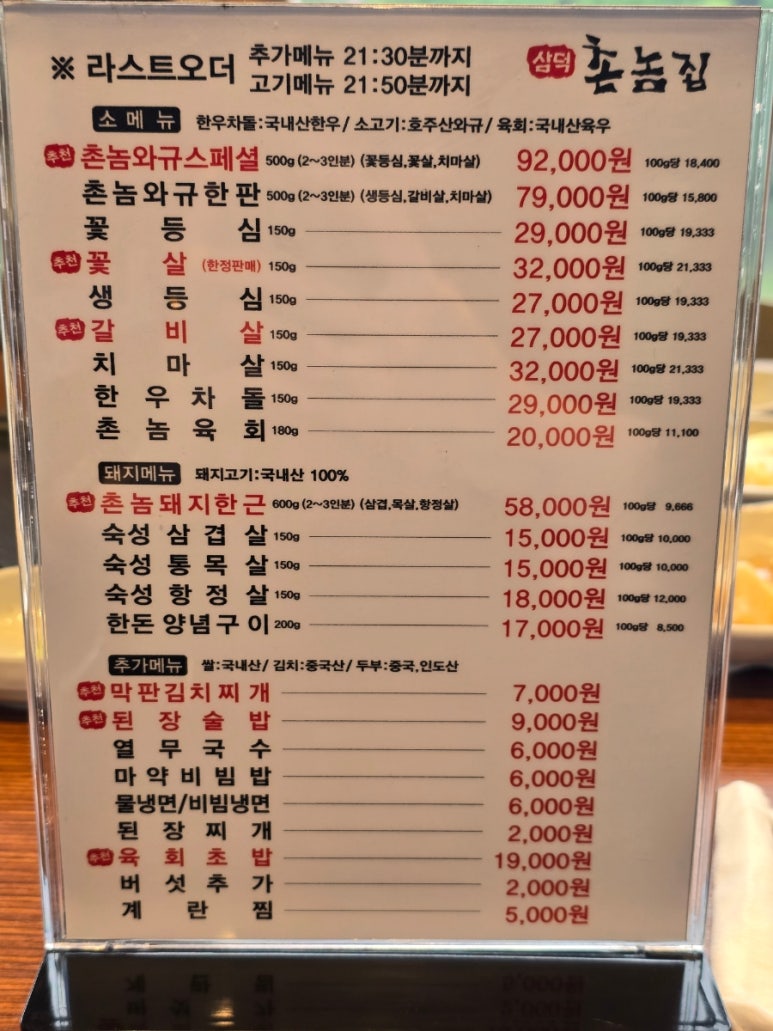 ※ 라스트오더 추가메뉴 21:30분까지
고기메뉴 21:50분까지
삼덕 촌놈집
소메뉴 한우차돌:국내산한우/ 소고기:호주산와규/ 육회:국내산육우
추천 촌놈와규스페셜 500g (2~3인분) (꽃등심,꽃살,치마살) 92,000원 100g당 18,400
촌놈와규한판 500g (2~3인분) (생등심,갈비살,치마살) 79,000원 100g당 15,800
꽃등심 150g 29,000원 100g당 19,333
추천 꽃살 (한정판매) 150g 32,000원 100g당 21,333
생등심 150g 27,000원 100g당 19,333
추천 갈비살 150g 27,000원 100g당 19,333
치마살 150g 32,000원 100g당 21,333
한우차돌 150g 29,000원 100g당 19,333
촌놈육회 180g 20,000원 100g당 11,100
돼지메뉴 돼지고기:국내산 100%
추천 촌놈돼지한근 600g (2~3인분) (삼겹,목살,항정살) 58,000원 100g당 9,666
숙성 삼겹살 150g 15,000원 100g당 10,000
숙성 통목살 150g 15,000원 100g당 10,000
숙성 항정살 150g 18,000원 100g당 12,000
한돈 양념구이 200g 17,000원 100g당 8,500
추가메뉴 쌀:국내산/ 김치:중국산/ 두부:중국,인도산
추천 막판김치찌개 7,000원
추천 된장술밥 9,000원
열무국수 6,000원
마약비빔밥 6,000원
물냉면/비빔냉면 6,000원
된장찌개 2,000원
추천 육회초밥 19,000원
버섯추가 2,000원
계란찜 5,000원